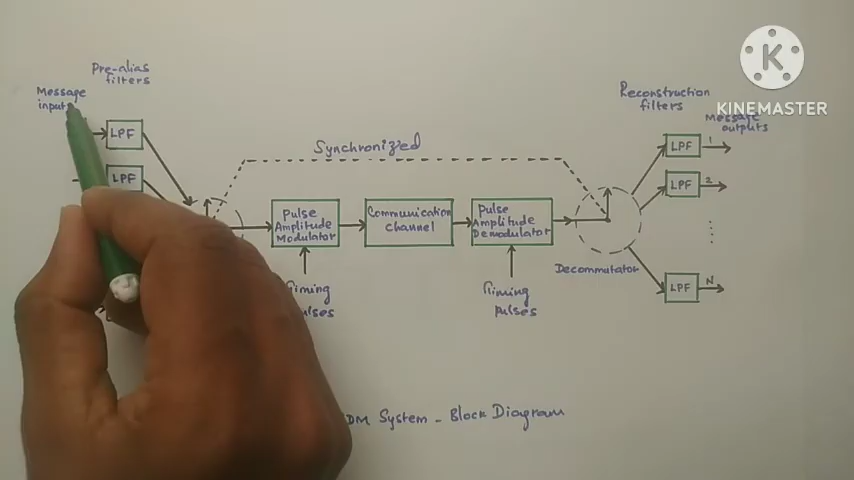 Pre-alias
filters
Message
inputs
LPF
LPF
Synchronized
Pulse
Amplitude
Modulator
Communication
channel
Pulse
Amplitude
Demodulator
Timing
pulses
Timing
pulses
Decommutator
Reconstruction
filters
Message
outputs
LPF 1
LPF 2
LPF N
DM System - Block Diagram
K
KINEMASTER